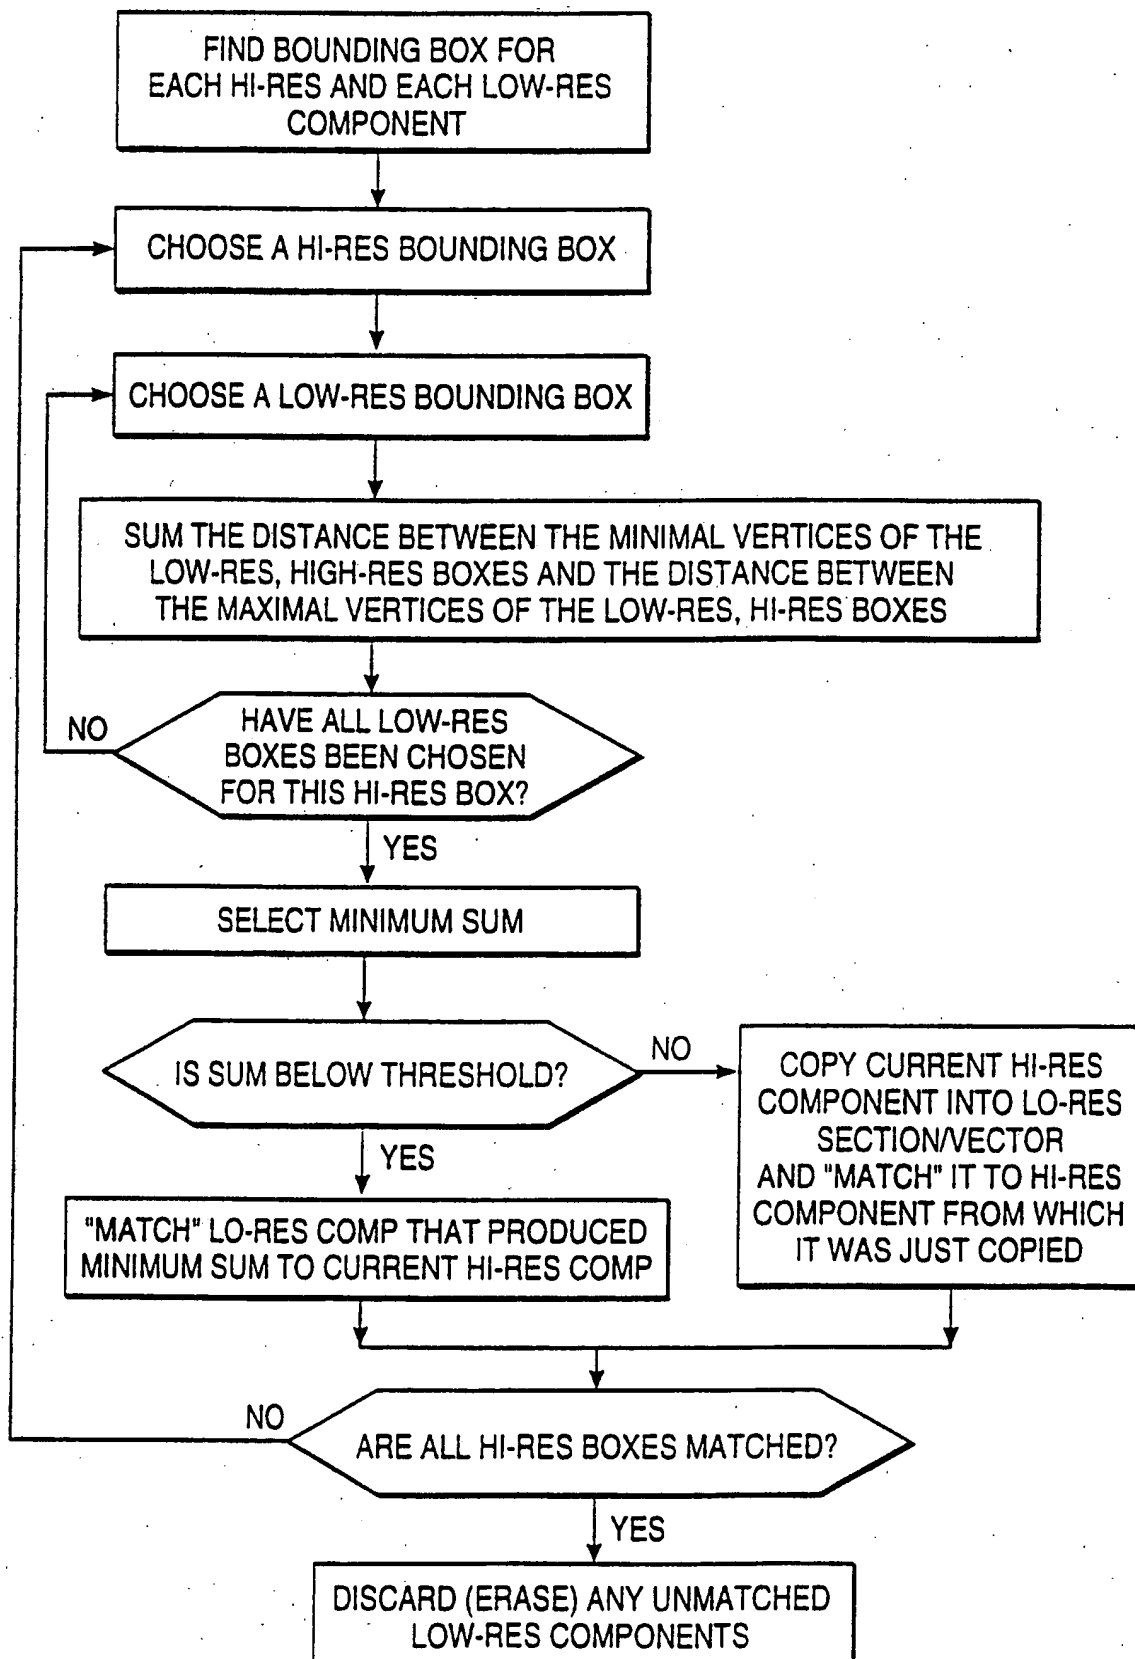 FIND BOUNDING BOX FOR
EACH HI-RES AND EACH LOW-RES
COMPONENT
CHOOSE A HI-RES BOUNDING BOX
CHOOSE A LOW-RES BOUNDING BOX
SUM THE DISTANCE BETWEEN THE MINIMAL VERTICES OF THE
LOW-RES, HIGH-RES BOXES AND THE DISTANCE BETWEEN
THE MAXIMAL VERTICES OF THE LOW-RES, HI-RES BOXES
NO
HAVE ALL LOW-RES
BOXES BEEN CHOSEN
FOR THIS HI-RES BOX?
YES
SELECT MINIMUM SUM
IS SUM BELOW THRESHOLD?
NO
YES
COPY CURRENT HI-RES
COMPONENT INTO LO-RES
SECTION/VECTOR
AND "MATCH" IT TO HI-RES
COMPONENT FROM WHICH
IT WAS JUST COPIED
"MATCH" LO-RES COMP THAT PRODUCED
MINIMUM SUM TO CURRENT HI-RES COMP
NO
ARE ALL HI-RES BOXES MATCHED?
YES
DISCARD (ERASE) ANY UNMATCHED
LOW-RES COMPONENTS